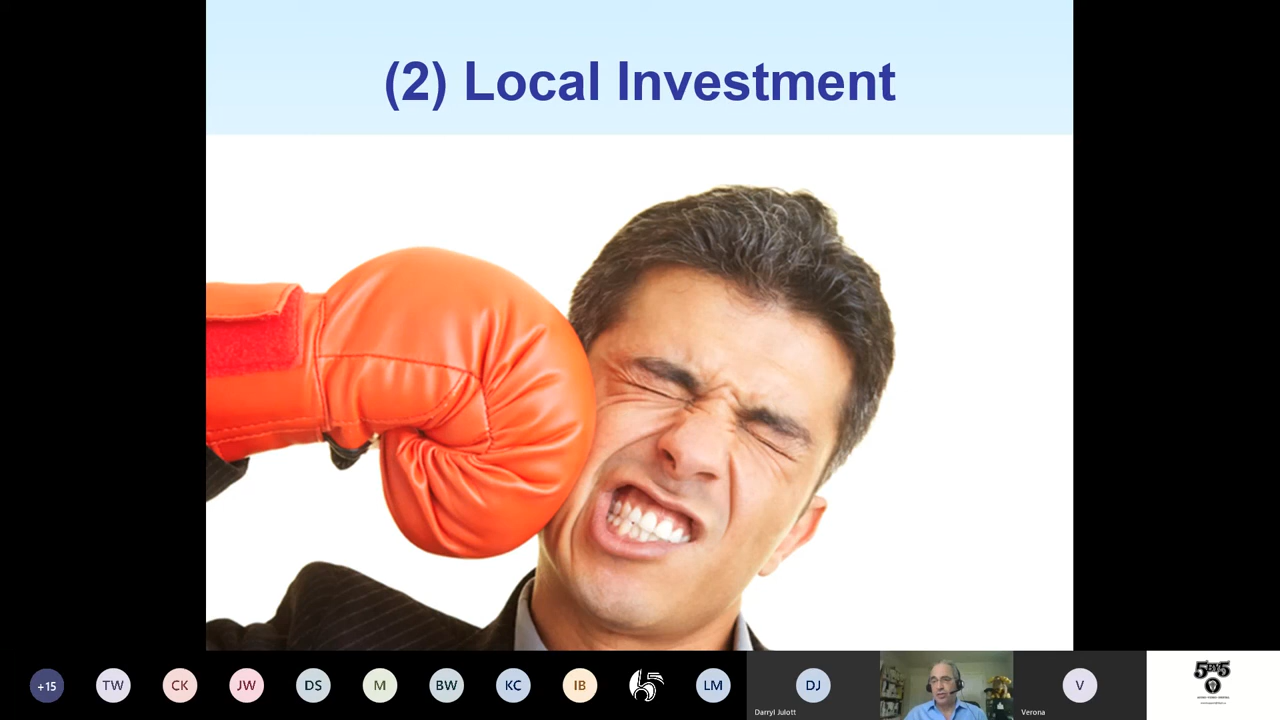 (2) Local Investment
+15
TW
CK
JW
DS
M
BW
KC
IB
LM
DJ
Darryl Julott
V
Verona
5BY5